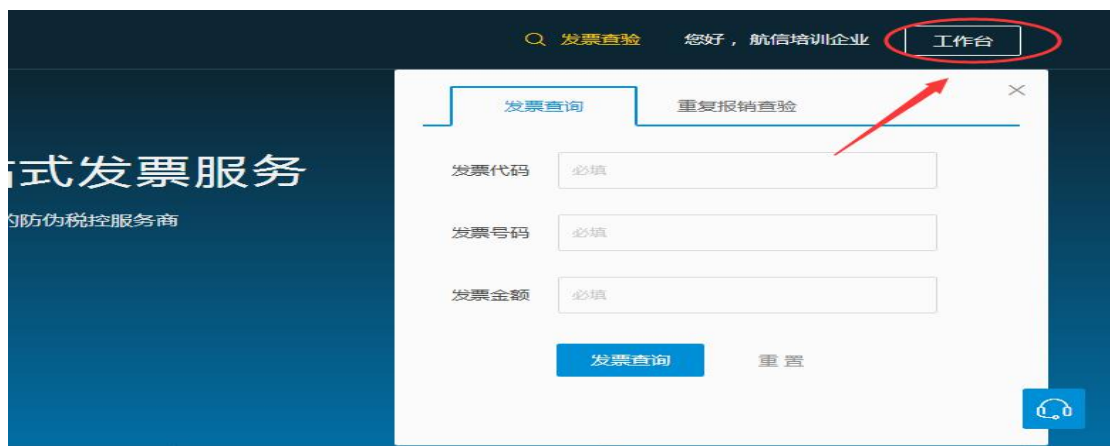 发票查验 您好，航信培训企业 工作台
发票查询 重复报销查验
式发票服务
的防伪税控服务商
发票代码 必填
发票号码 必填
发票金额 必填
发票查询 重置